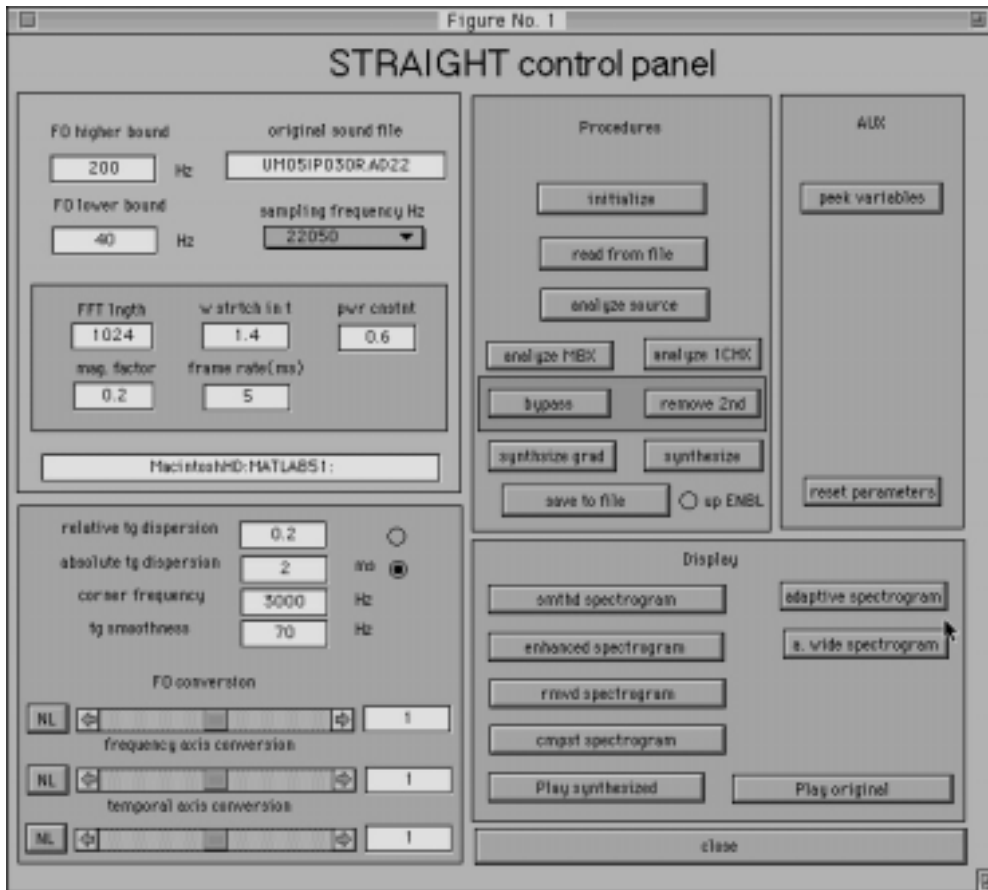 Figure No. 1
STRAIGHT control panel
F0 higher bound
200
Hz
original sound file
UM05IP030R.AD22
F0 lower bound
40
Hz
sampling frequency Hz
22050
FFT lngth
1024
w strtch in t
1.4
pwr cnstnt
0.6
mag. factor
0.2
frame rate(ms)
5
MacintoshHD:MATLAB51:
relative tg dispersion
0.2
absolute tg dispersion
2
ms
corner frequency
3000
Hz
tg smoothness
70
Hz
F0 conversion
NL
1
frequency axis conversion
NL
1
temporal axis conversion
NL
1
Procedures
initialize
read from file
analyze source
analyze MBX
analyze 1CHX
bypass
remove 2nd
synthsize grad
synthesize
save to file
up ENBL
AUX
peek variables
reset parameters
Display
smthd spectrogram
adaptive spectrogram
enhanced spectrogram
a. wide spectrogram
rmvd spectrogram
cmpst spectrogram
Play synthesized
Play original
close